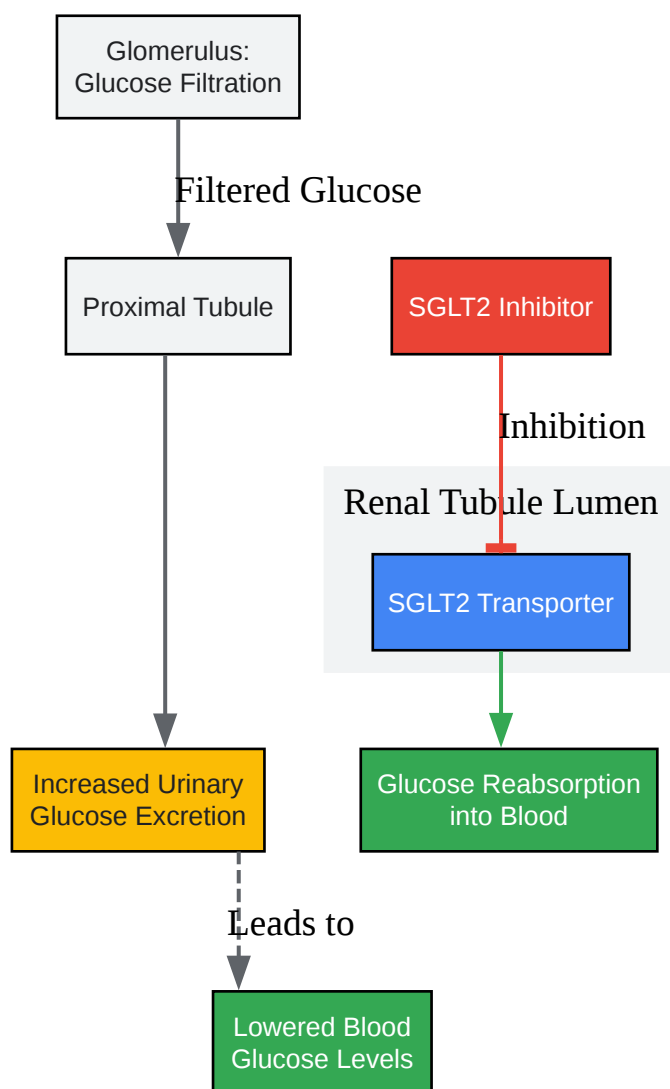 Glomerulus:
Glucose Filtration
Filtered Glucose
Proximal Tubule
SGLT2 Inhibitor
Inhibition
Renal Tubule Lumen
SGLT2 Transporter
Increased Urinary
Glucose Excretion
Glucose Reabsorption
into Blood
Leads to
Lowered Blood
Glucose Levels